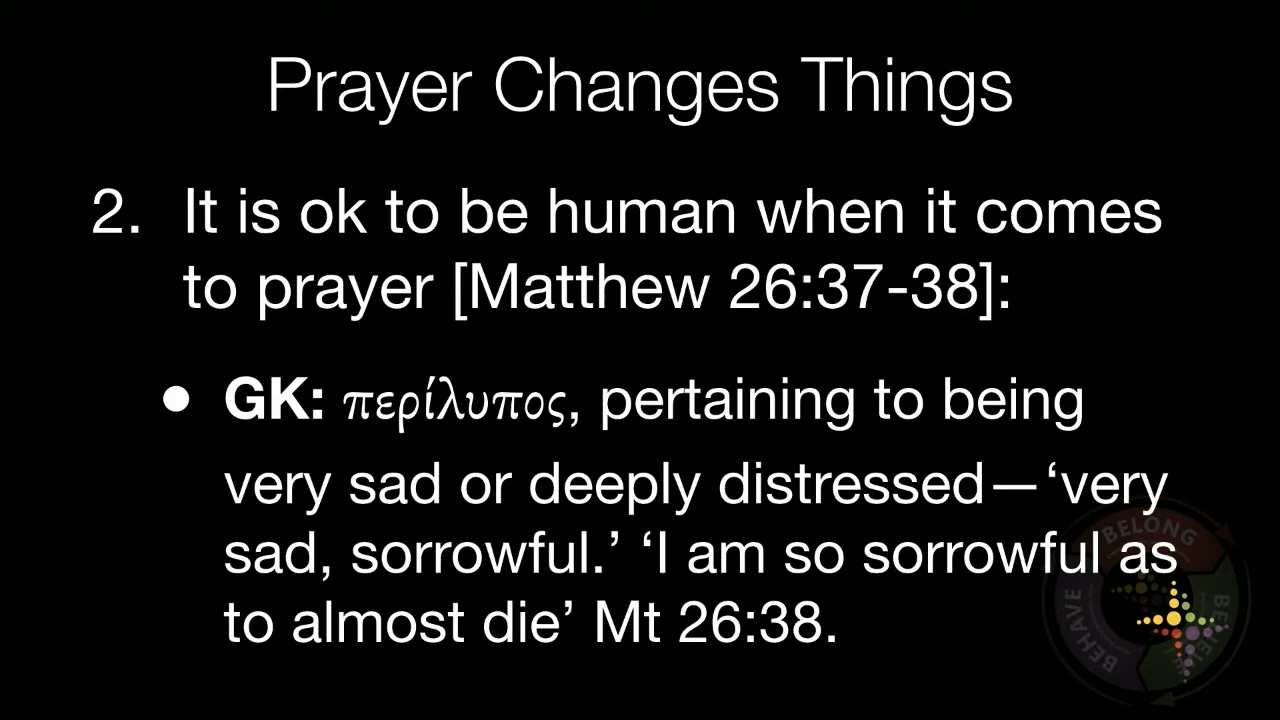 Prayer Changes Things
2. It is ok to be human when it comes
to prayer [Matthew 26:37-38]:
● GK: περίλυπος, pertaining to being
very sad or deeply distressed—‘very
sad, sorrowful.’ ‘I am so sorrowful as
to almost die’ Mt 26:38.
BELONG
BEHAVE